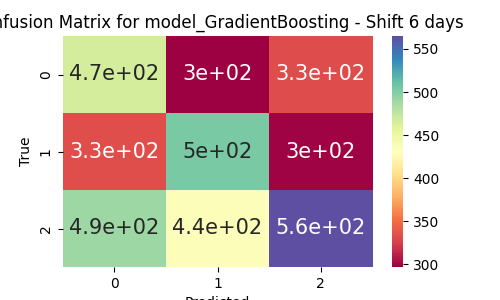 nfusion Matrix for model_GradientBoosting - Shift 6 days
0 4.7e+02 3e+02 3.3e+02
1 3.3e+02 5e+02 3e+02
2 4.9e+02 4.4e+02 5.6e+02
0 1 2
True
Predicted
550
500
450
400
350
300